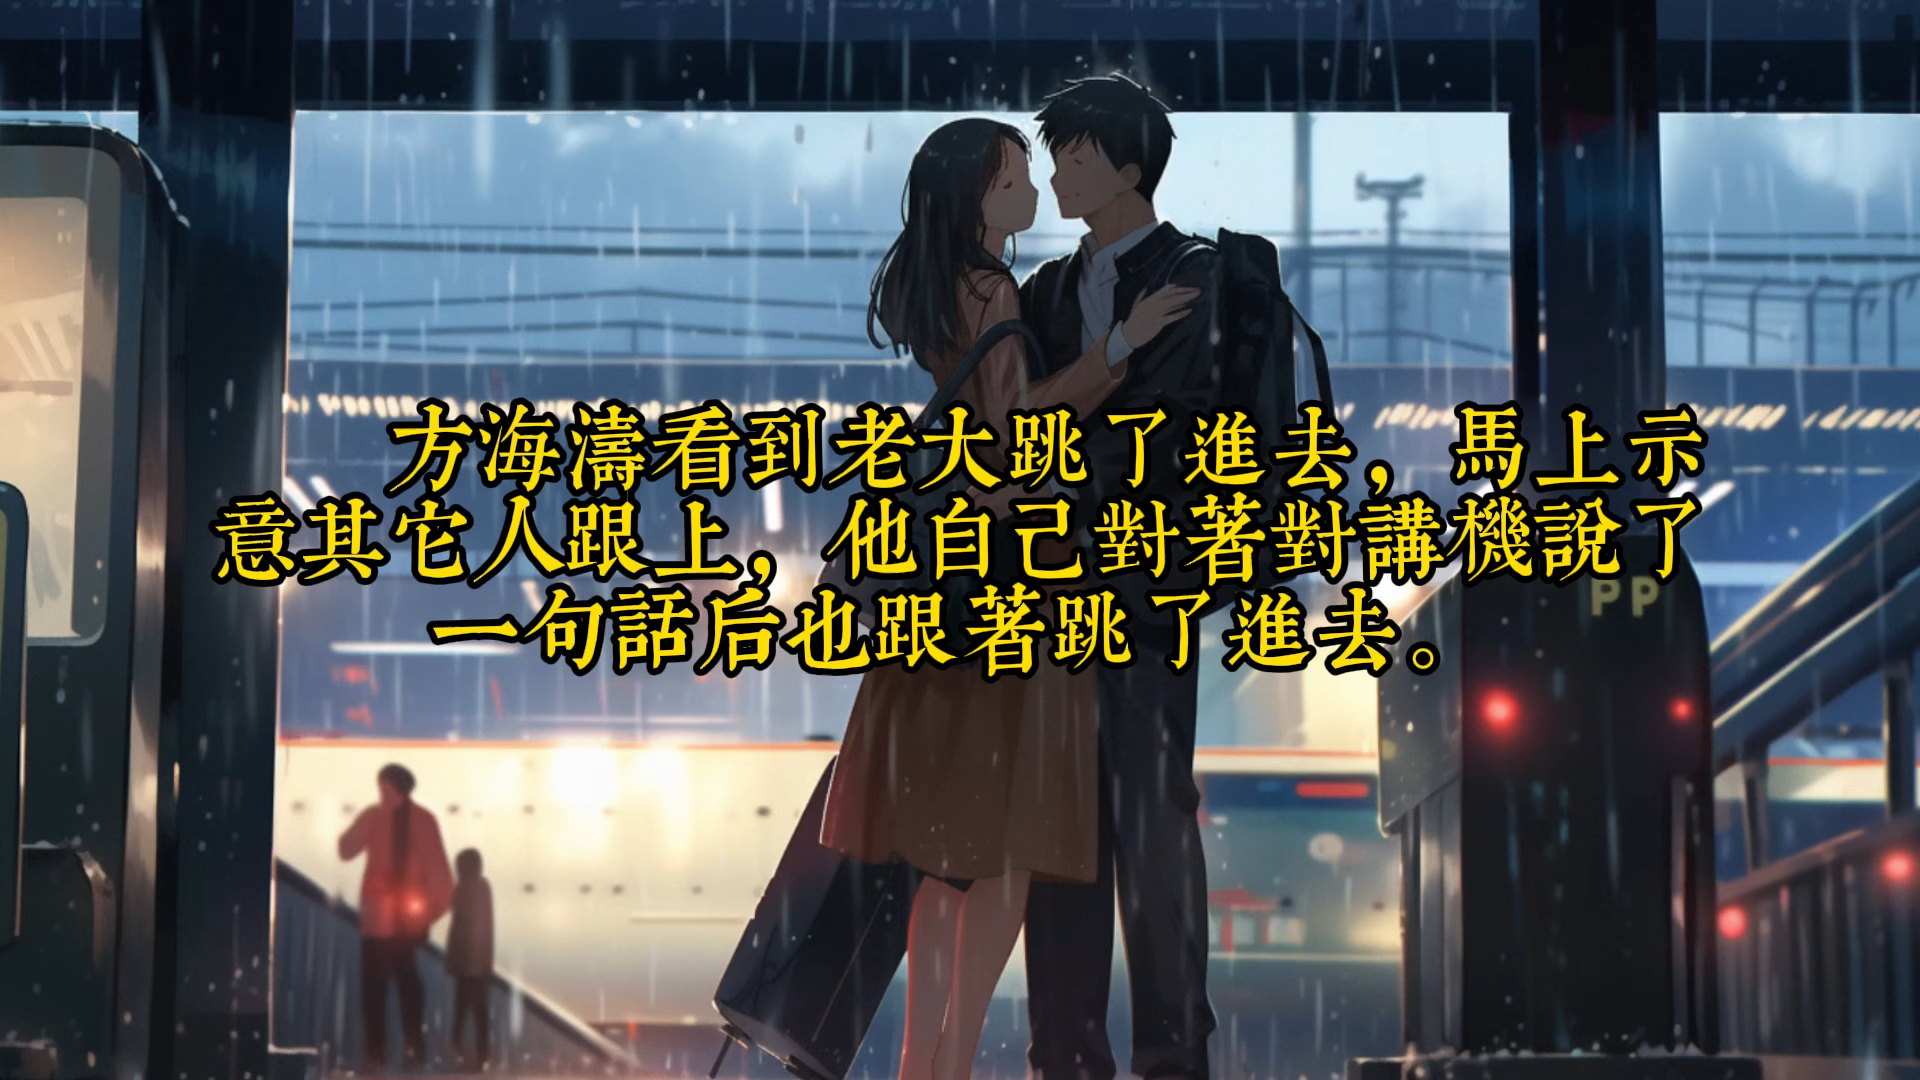 方海濤看到老大跳了進去，馬上示
意其它人跟上，他自己對著對講機說了
一句話后也跟著跳了進去。
PP